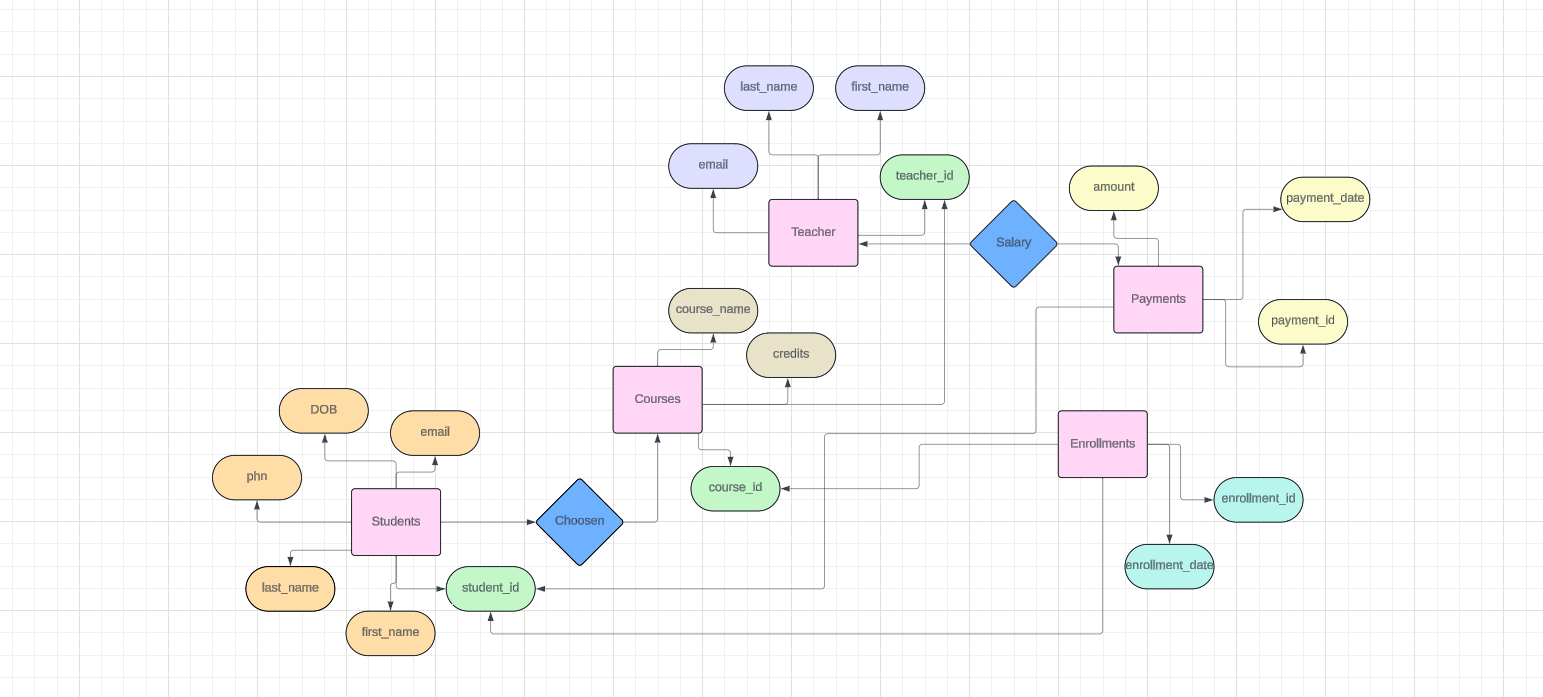 last_name
first_name
email
teacher_id
amount
payment_date
Teacher
Salary
Payments
course_name
payment_id
credits
Courses
DOB
email
Enrollments
phn
course_id
enrollment_id
Students
Choosen
enrollment_date
last_name
student_id
first_name